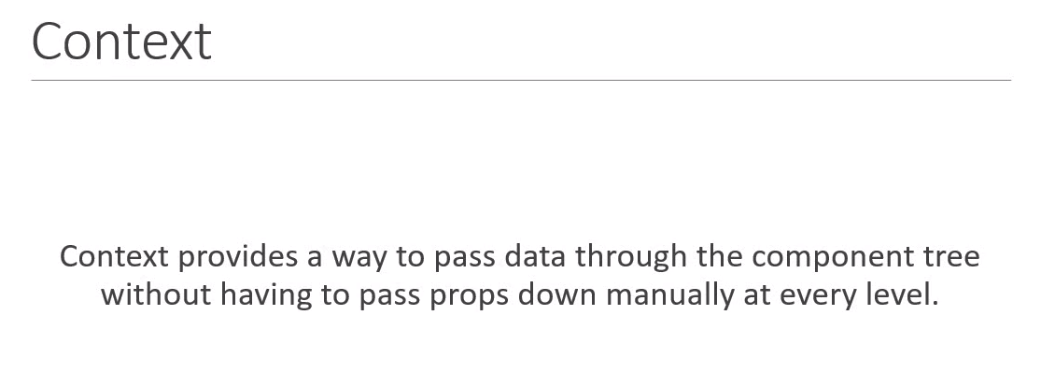 Context
Context provides a way to pass data through the component tree
without having to pass props down manually at every level.